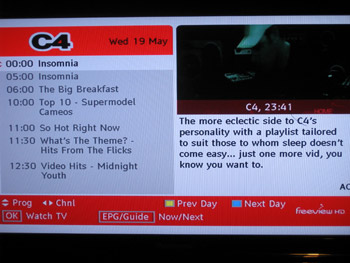 C4
Wed 19 May
00:00 Insomnia
05:00 Insomnia
06:00 The Big Breakfast
10:00 Top 10 - Supermodel
Cameos
11:00 So Hot Right Now
11:30 What's The Theme? -
Hits From The Flicks
12:30 Video Hits - Midnight
Youth
C4, 23:41
HOME
The more eclectic side to C4's
personality with a playlist tailored
to suit those to whom sleep doesn't
come easy... just one more vid, you
know you want to.
AO
Prog Chnl
Prev Day
Next Day
OK Watch TV
EPG/Guide Now/Next
freeview HD